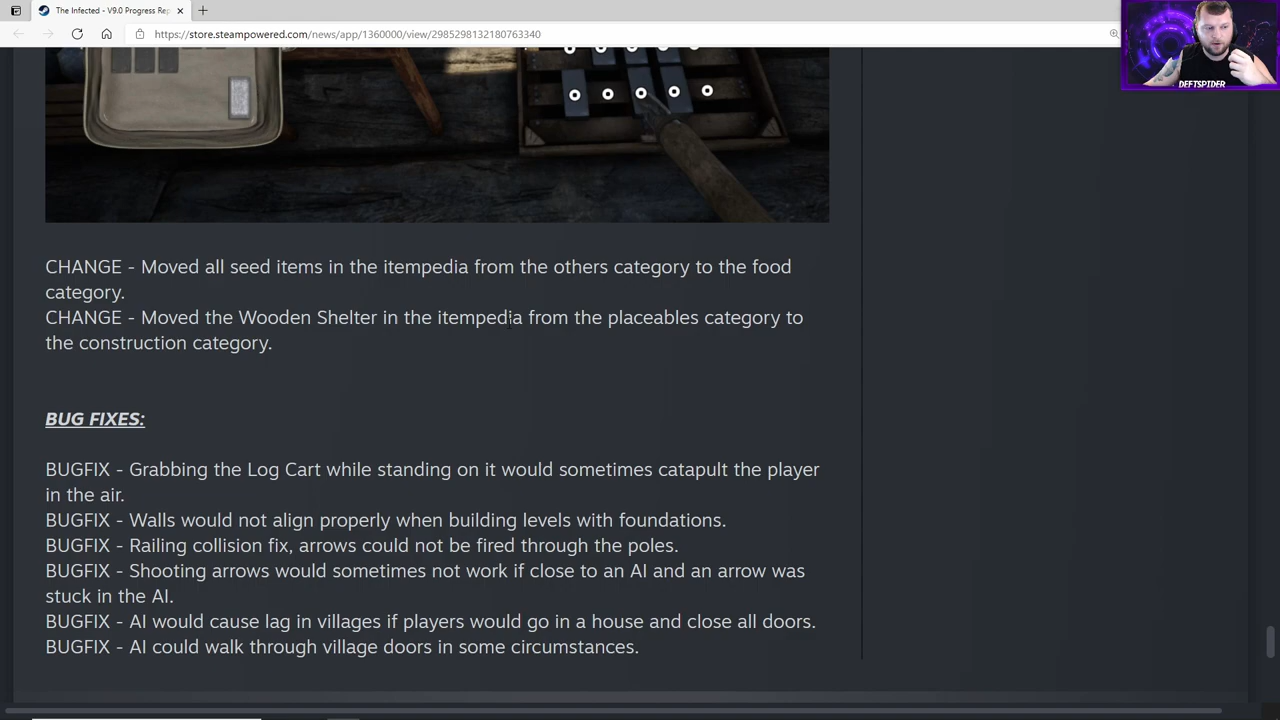 The Infected - V9.0 Progress Rep
https://store.steampowered.com/news/app/1360000/view/2985298132180763340
DEFTSPIDER
CHANGE - Moved all seed items in the itempedia from the others category to the food
category.
CHANGE - Moved the Wooden Shelter in the itempedia from the placeables category to
the construction category.
BUG FIXES:
BUGFIX - Grabbing the Log Cart while standing on it would sometimes catapult the player
in the air.
BUGFIX - Walls would not align properly when building levels with foundations.
BUGFIX - Railing collision fix, arrows could not be fired through the poles.
BUGFIX - Shooting arrows would sometimes not work if close to an AI and an arrow was
stuck in the AI.
BUGFIX - AI would cause lag in villages if players would go in a house and close all doors.
BUGFIX - AI could walk through village doors in some circumstances.